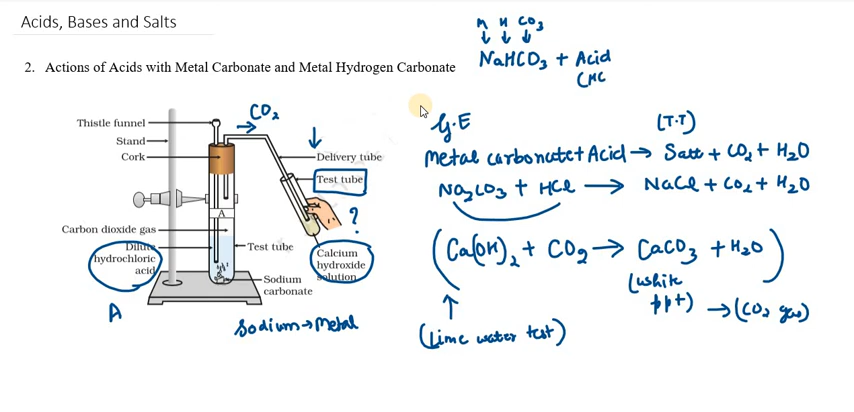 Acids, Bases and Salts
M H CO3
↓ ↓ ↓
NaHCO3 + Acid
CHC
2. Actions of Acids with Metal Carbonate and Metal Hydrogen Carbonate
CO2
→
↓
Thistle funnel
Stand
Cork
Delivery tube
Test tube
A
?
Carbon dioxide gas
Dilute
hydrochloric
acid
Test tube
Calcium
hydroxide
solution
Sodium
carbonate
A
Sodium → Metal
G.E
(T.T)
Metal carbonate + Acid → Salt + CO2 + H2O
Na2CO3 + HCl → NaCl + CO2 + H2O
(Ca(OH)2 + CO2 → CaCO3 + H2O)
(white
ppt) → (CO2 gas)
↑
(Lime water test)